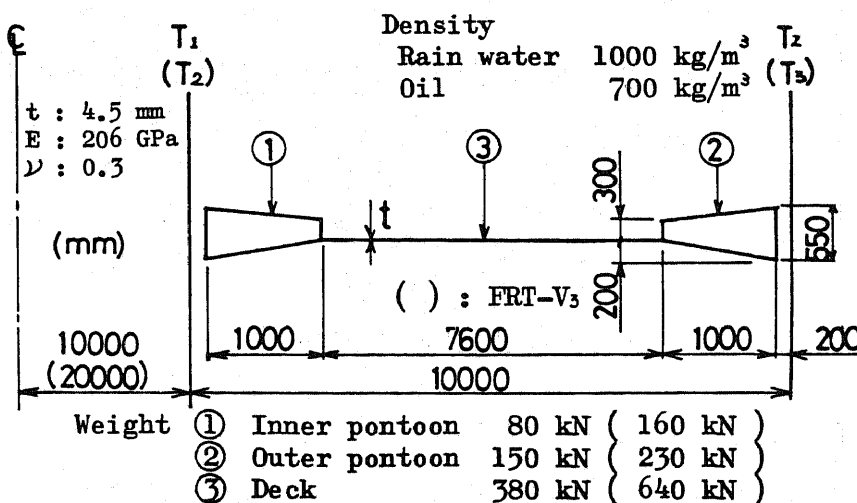 Density
℄ T₁ Rain water 1000 kg/m³ T₂
(T₂) Oil 700 kg/m³ (T₃)
t : 4.5 mm
E : 206 GPa
ν : 0.3
① ③ ②
300
t
(mm)
550
( ) : FRT-V₃
200
1000 7600 1000 200
10000
(20000) 10000
Weight ① Inner pontoon 80 kN ( 160 kN )
② Outer pontoon 150 kN ( 230 kN )
③ Deck 380 kN ( 640 kN )